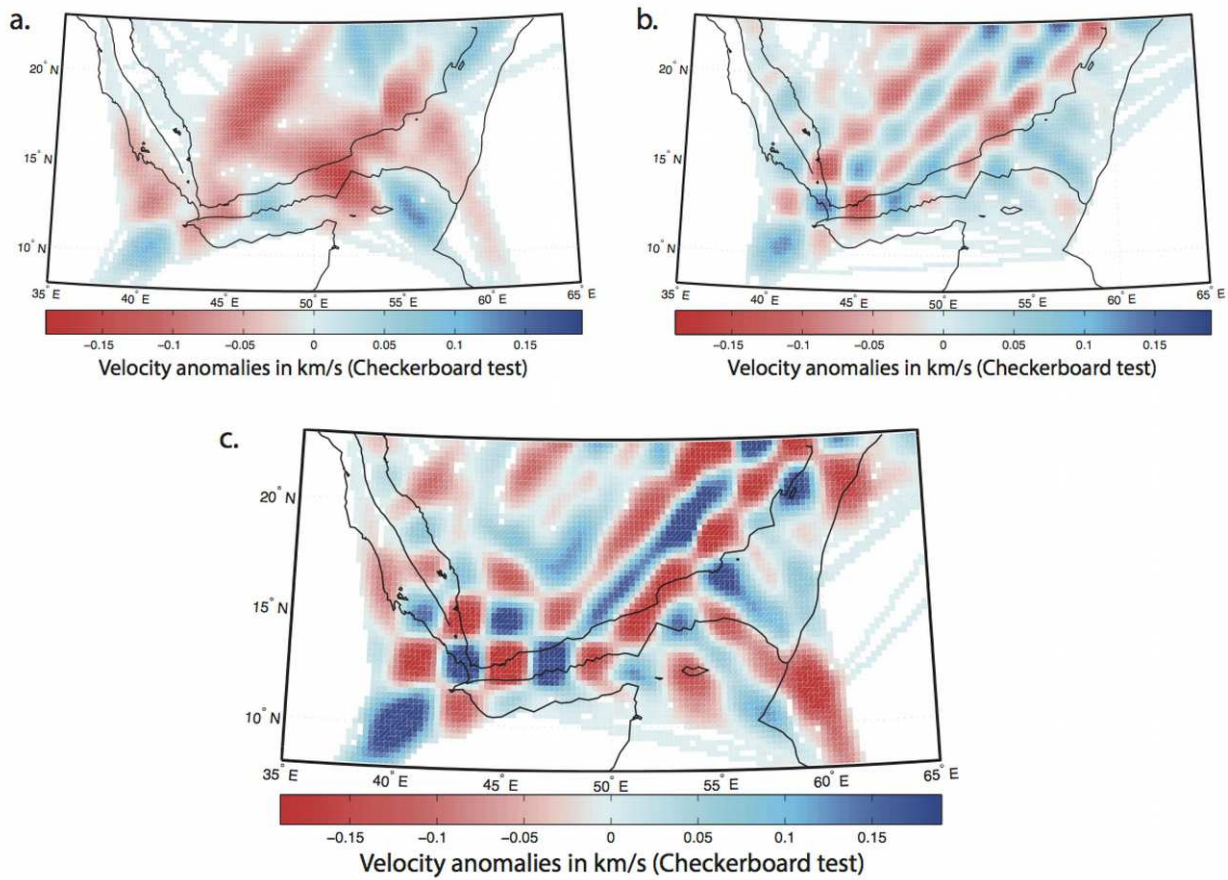 a.
20° N
15° N
10° N
35° E
40° E
45° E
50° E
55° E
60° E
65° E
−0.15 −0.1 −0.05 0 0.05 0.1 0.15
Velocity anomalies in km/s (Checkerboard test)
b.
20° N
15° N
10° N
35° E
40° E
45° E
50° E
55° E
60° E
65° E
−0.15 −0.1 −0.05 0 0.05 0.1 0.15
Velocity anomalies in km/s (Checkerboard test)
c.
20° N
15° N
10° N
35° E
40° E
45° E
50° E
55° E
60° E
65° E
−0.15 −0.1 −0.05 0 0.05 0.1 0.15
Velocity anomalies in km/s (Checkerboard test)